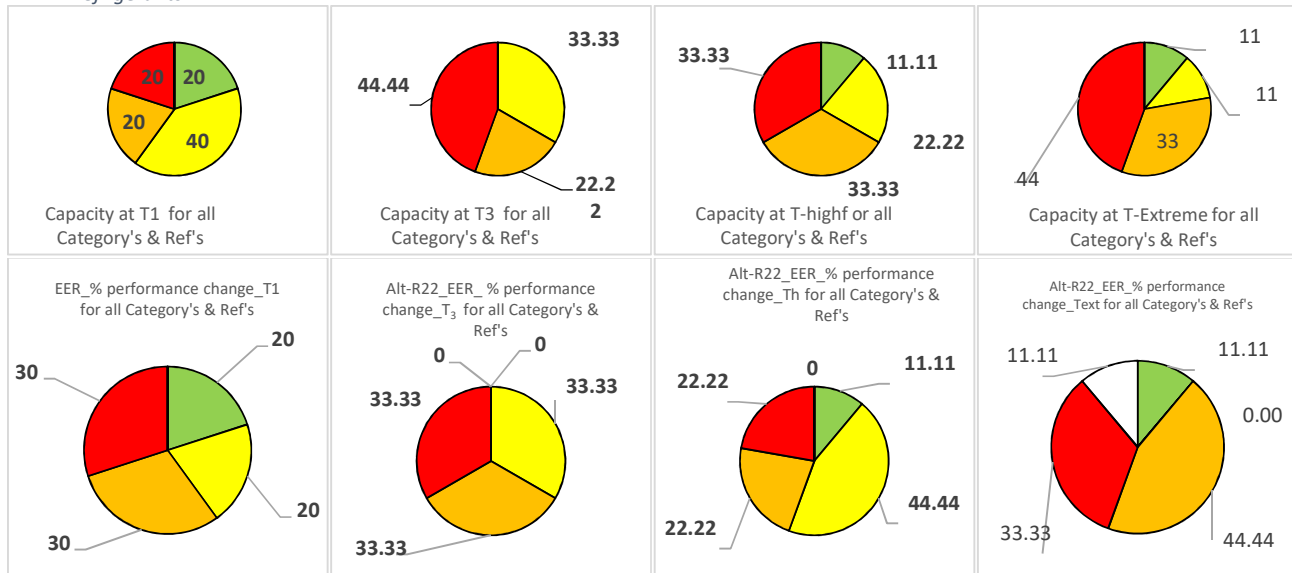 20
20
20
40
Capacity at T1 for all
Category's & Ref's
33.33
44.44
22.2
2
Capacity at T3 for all
Category's & Ref's
33.33
11.11
22.22
33.33
Capacity at T-highf or all
Category's & Ref's
11
11
33
44
Capacity at T-Extreme for all
Category's & Ref's
EER_% performance change_T1
for all Category's & Ref's
20
30
20
30
Alt-R22_EER_ % performance
change_T₃ for all Category's &
Ref's
0
0
33.33
33.33
33.33
Alt-R22_EER_% performance
change_Th for all Category's &
Ref's
0
11.11
22.22
44.44
22.22
Alt-R22_EER_% performance
change_Text for all Category's & Ref's
11.11
11.11
0.00
33.33
44.44